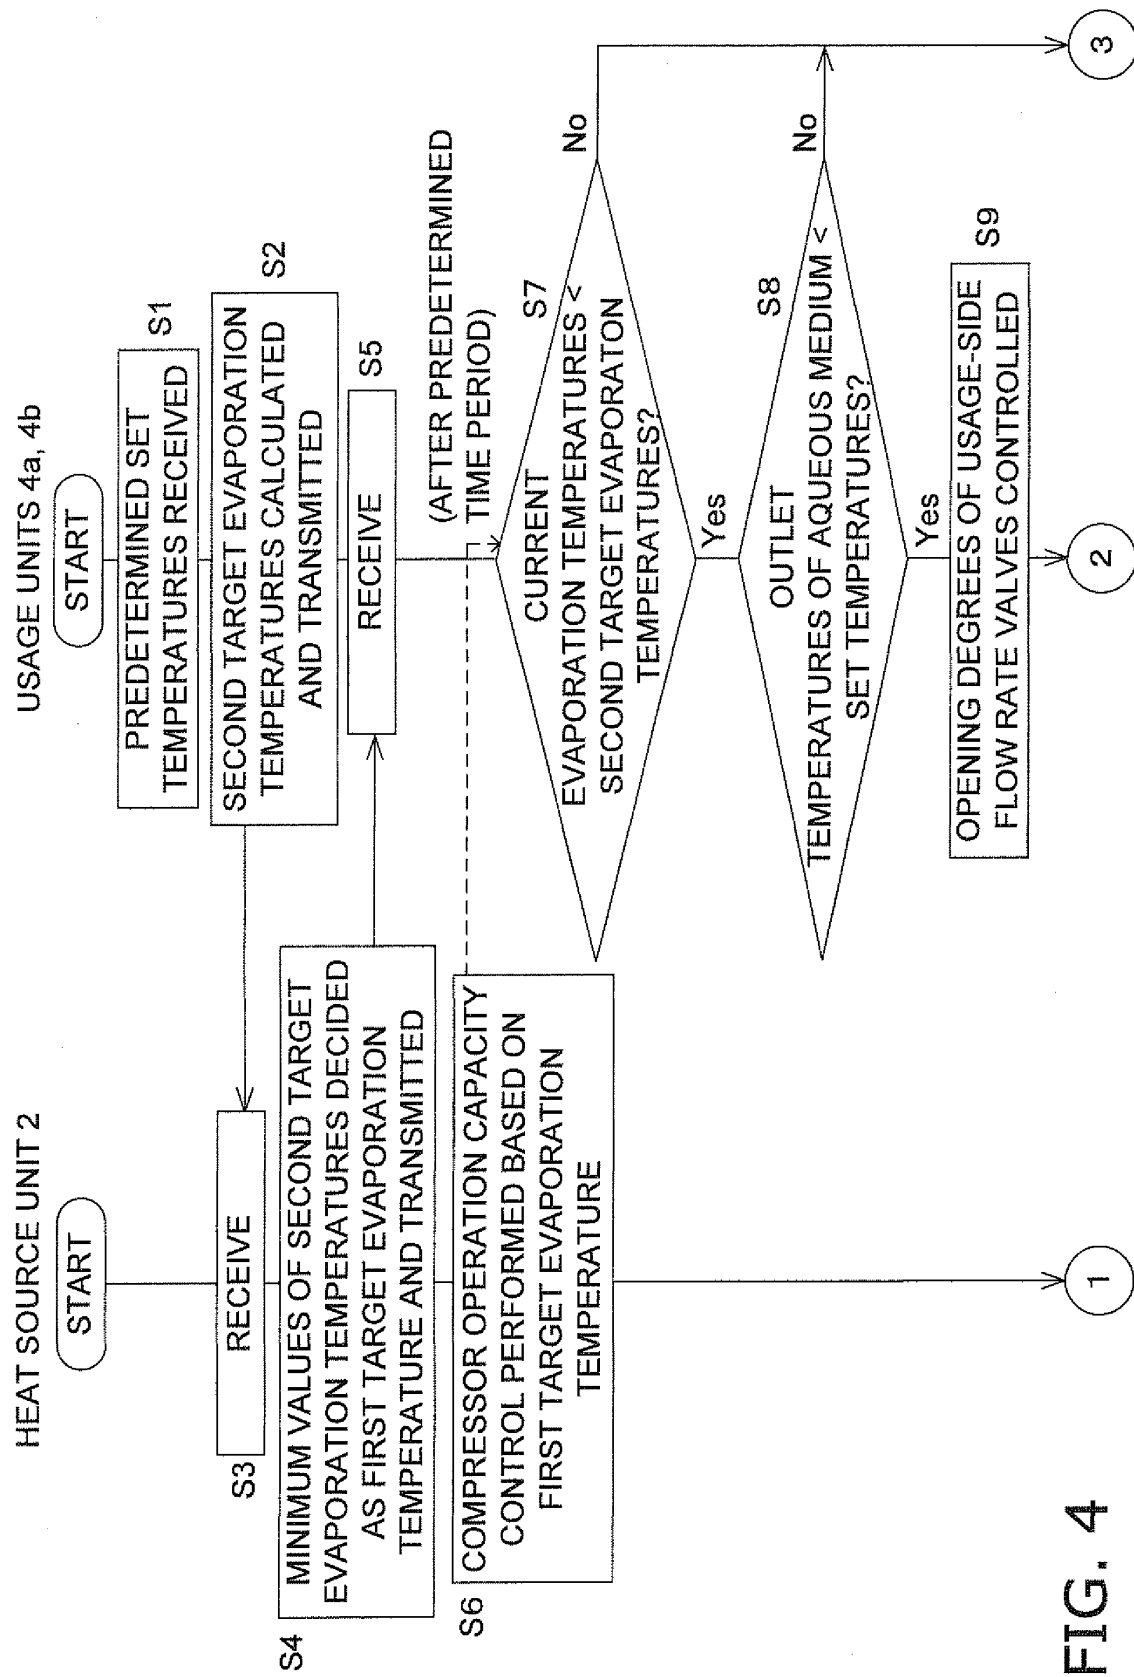 HEAT SOURCE UNIT 2
START
RECEIVE
S3
MINIMUM VALUES OF SECOND TARGET
EVAPORATION TEMPERATURES DECIDED
AS FIRST TARGET EVAPORATION
TEMPERATURE AND TRANSMITTED
S4
S6
COMPRESSOR OPERATION CAPACITY
CONTROL PERFORMED BASED ON
FIRST TARGET EVAPORATION
TEMPERATURE
1
USAGE UNITS 4a, 4b
START
PREDETERMINED SET
TEMPERATURES RECEIVED
S1
SECOND TARGET EVAPORATION
TEMPERATURES CALCULATED
AND TRANSMITTED
S2
RECEIVE
S5
(AFTER PREDETERMINED
TIME PERIOD)
S7
CURRENT
EVAPORATION TEMPERATURES <
SECOND TARGET EVAPORATON
TEMPERATURES?
No
Yes
S8
OUTLET
TEMPERATURES OF AQUEOUS MEDIUM <
SET TEMPERATURES?
No
Yes
S9
OPENING DEGREES OF USAGE-SIDE
FLOW RATE VALVES CONTROLLED
2
3
FIG. 4